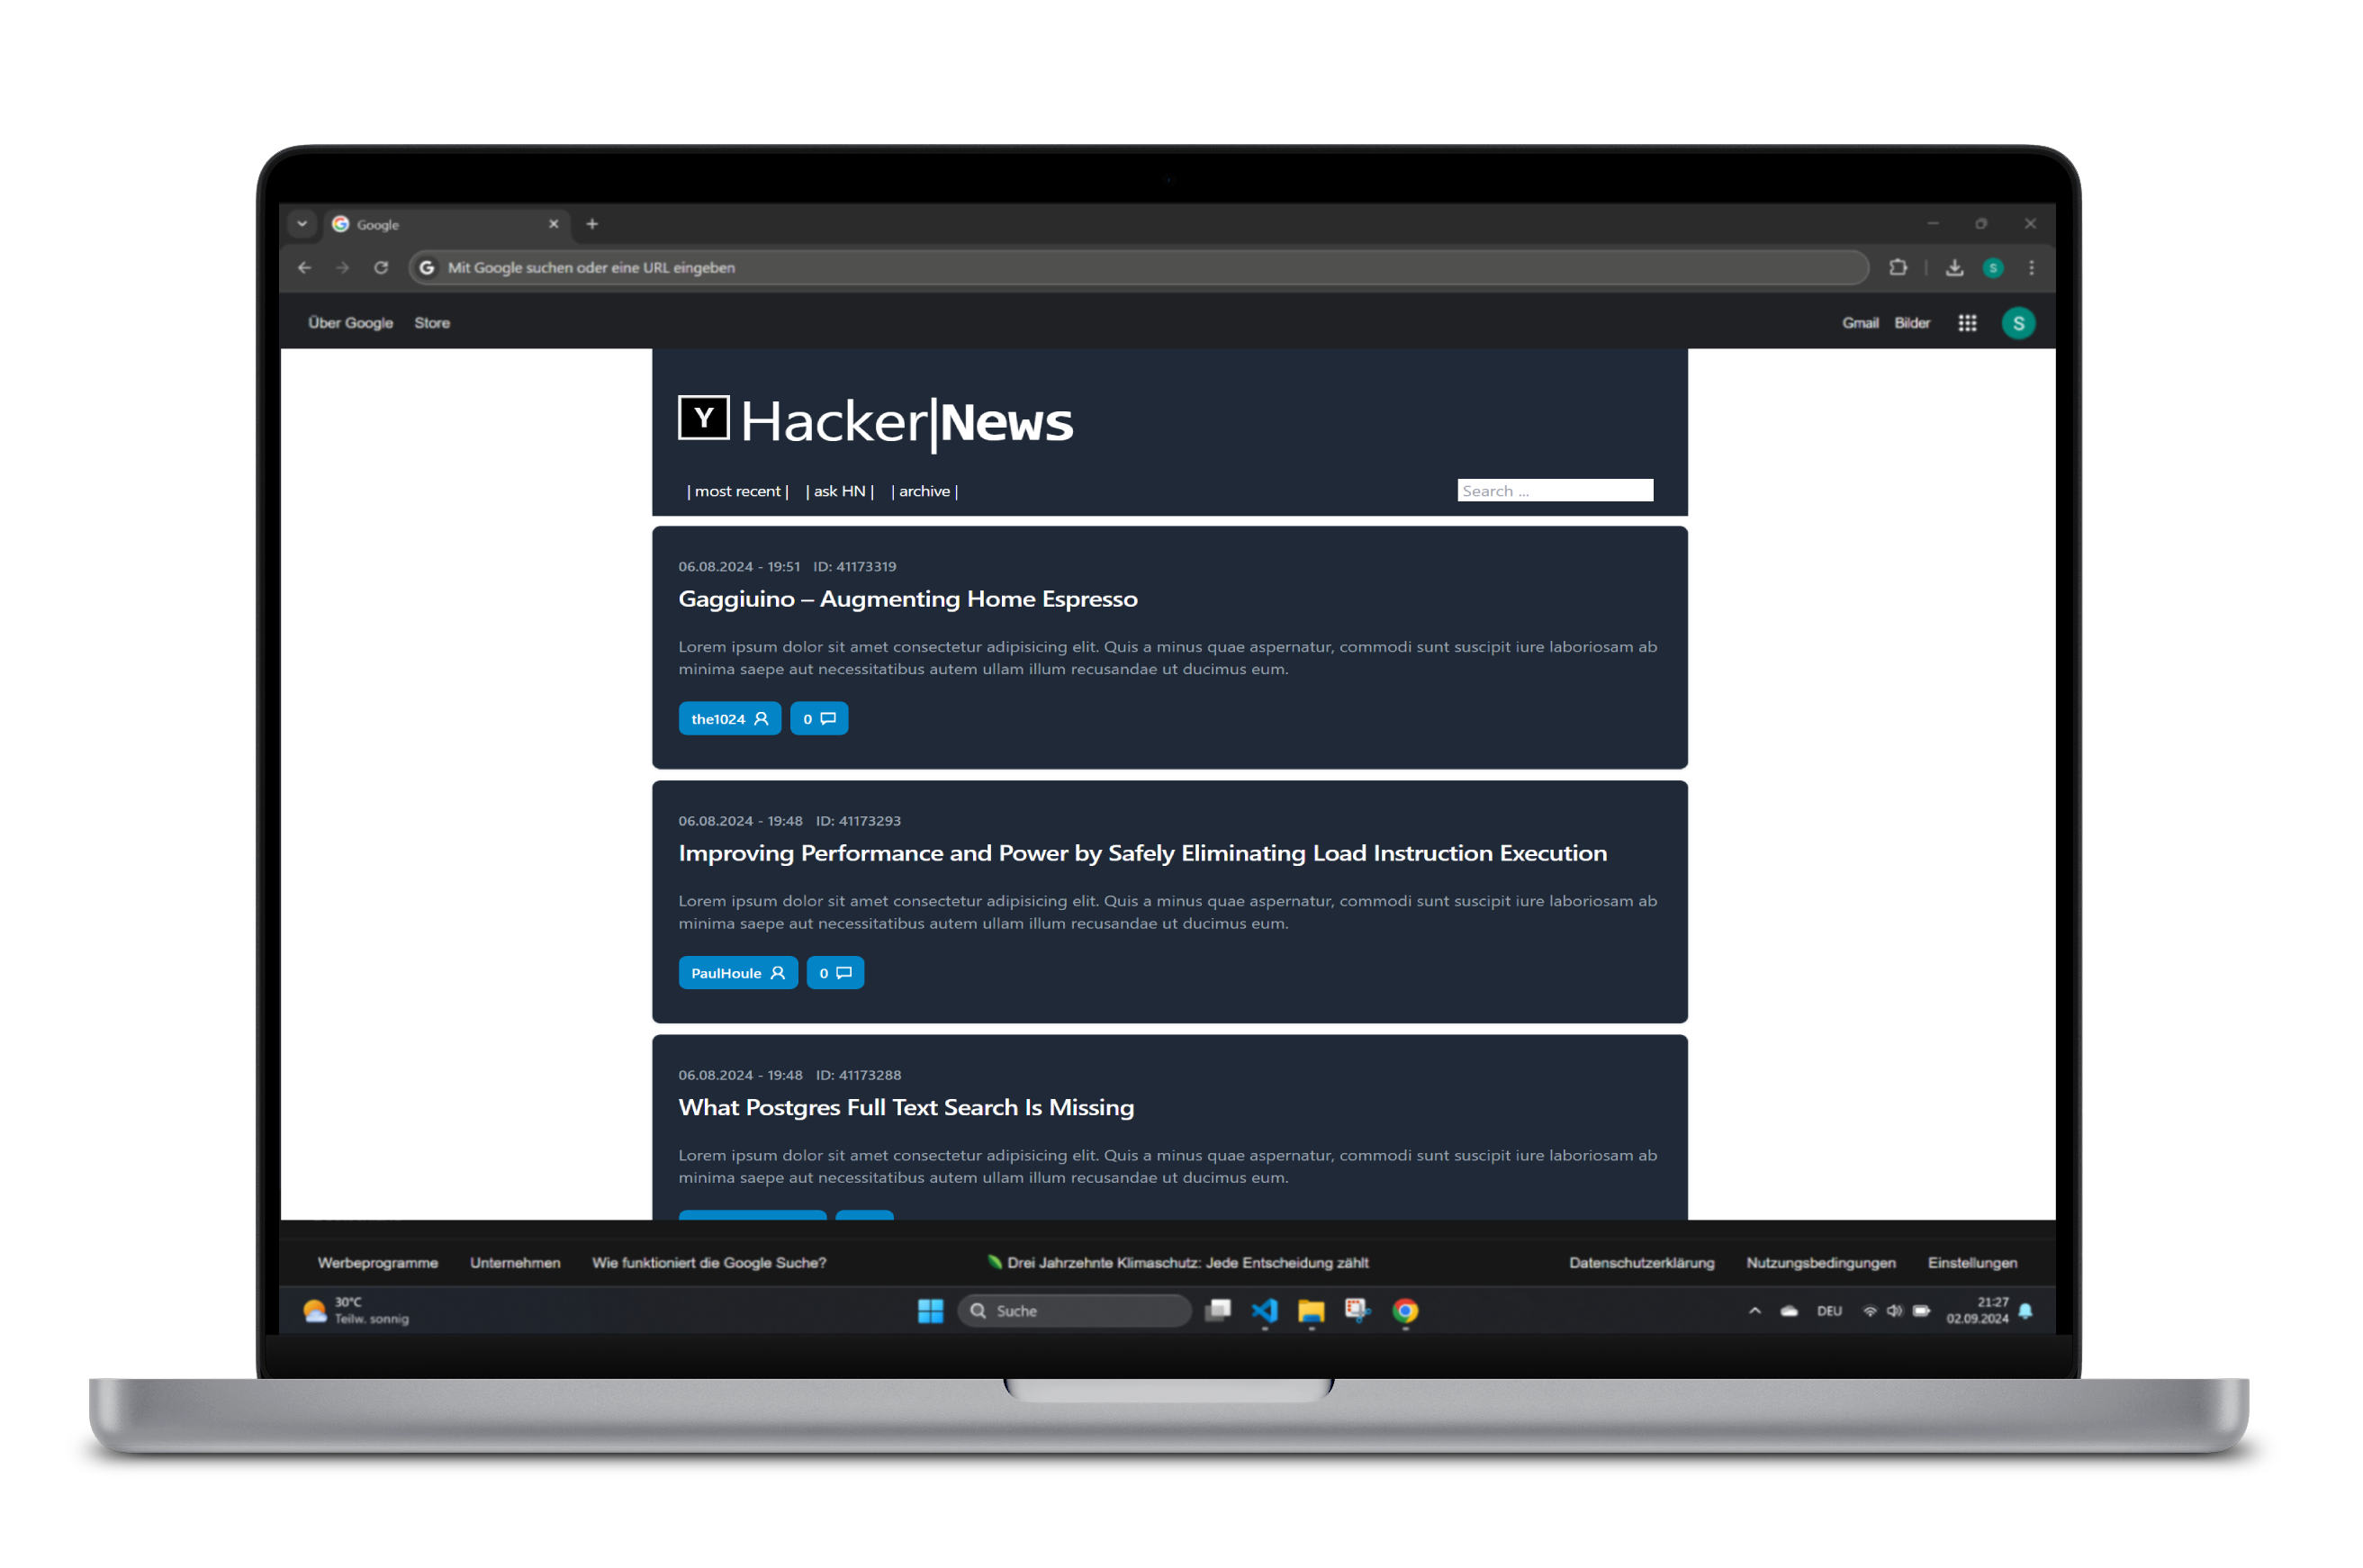 Google
Mit Google suchen oder eine URL eingeben
S
Über Google Store Gmail Bilder S
Y Hacker|News
| most recent | | ask HN | | archive | Search ...
06.08.2024 - 19:51 ID: 41173319
Gaggiuino – Augmenting Home Espresso
Lorem ipsum dolor sit amet consectetur adipisicing elit. Quis a minus quae aspernatur, commodi sunt suscipit iure laboriosam ab
minima saepe aut necessitatibus autem ullam illum recusandae ut ducimus eum.
the1024 0
06.08.2024 - 19:48 ID: 41173293
Improving Performance and Power by Safely Eliminating Load Instruction Execution
Lorem ipsum dolor sit amet consectetur adipisicing elit. Quis a minus quae aspernatur, commodi sunt suscipit iure laboriosam ab
minima saepe aut necessitatibus autem ullam illum recusandae ut ducimus eum.
PaulHoule 0
06.08.2024 - 19:48 ID: 41173288
What Postgres Full Text Search Is Missing
Lorem ipsum dolor sit amet consectetur adipisicing elit. Quis a minus quae aspernatur, commodi sunt suscipit iure laboriosam ab
minima saepe aut necessitatibus autem ullam illum recusandae ut ducimus eum.
Werbeprogramme Unternehmen Wie funktioniert die Google Suche? Drei Jahrzehnte Klimaschutz: Jede Entscheidung zählt Datenschutzerklärung Nutzungsbedingungen Einstellungen
30°C
Teilw. sonnig
Suche
DEU
21:27
02.09.2024